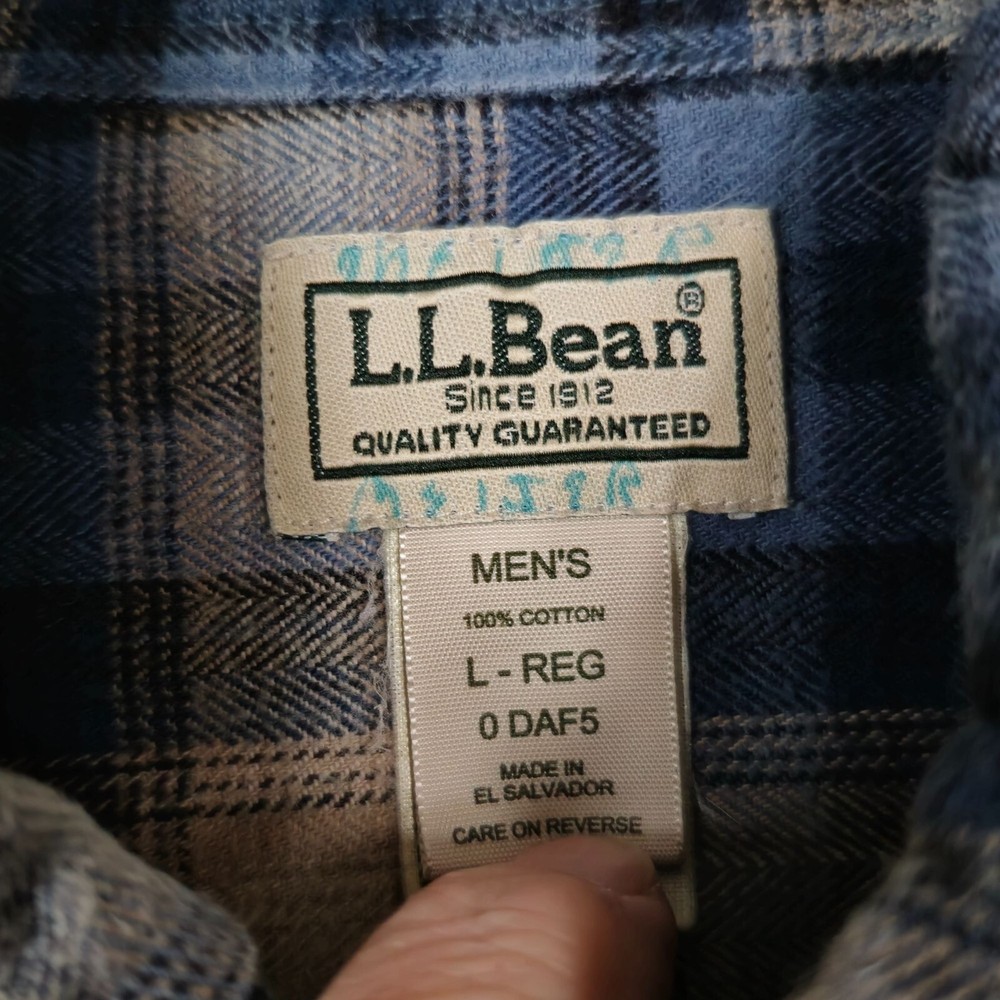 L.L.Bean®
Since 1912
QUALITY GUARANTEED
MEN'S
100% COTTON
L - REG
0 DAF5
MADE IN
EL SALVADOR
CARE ON REVERSE